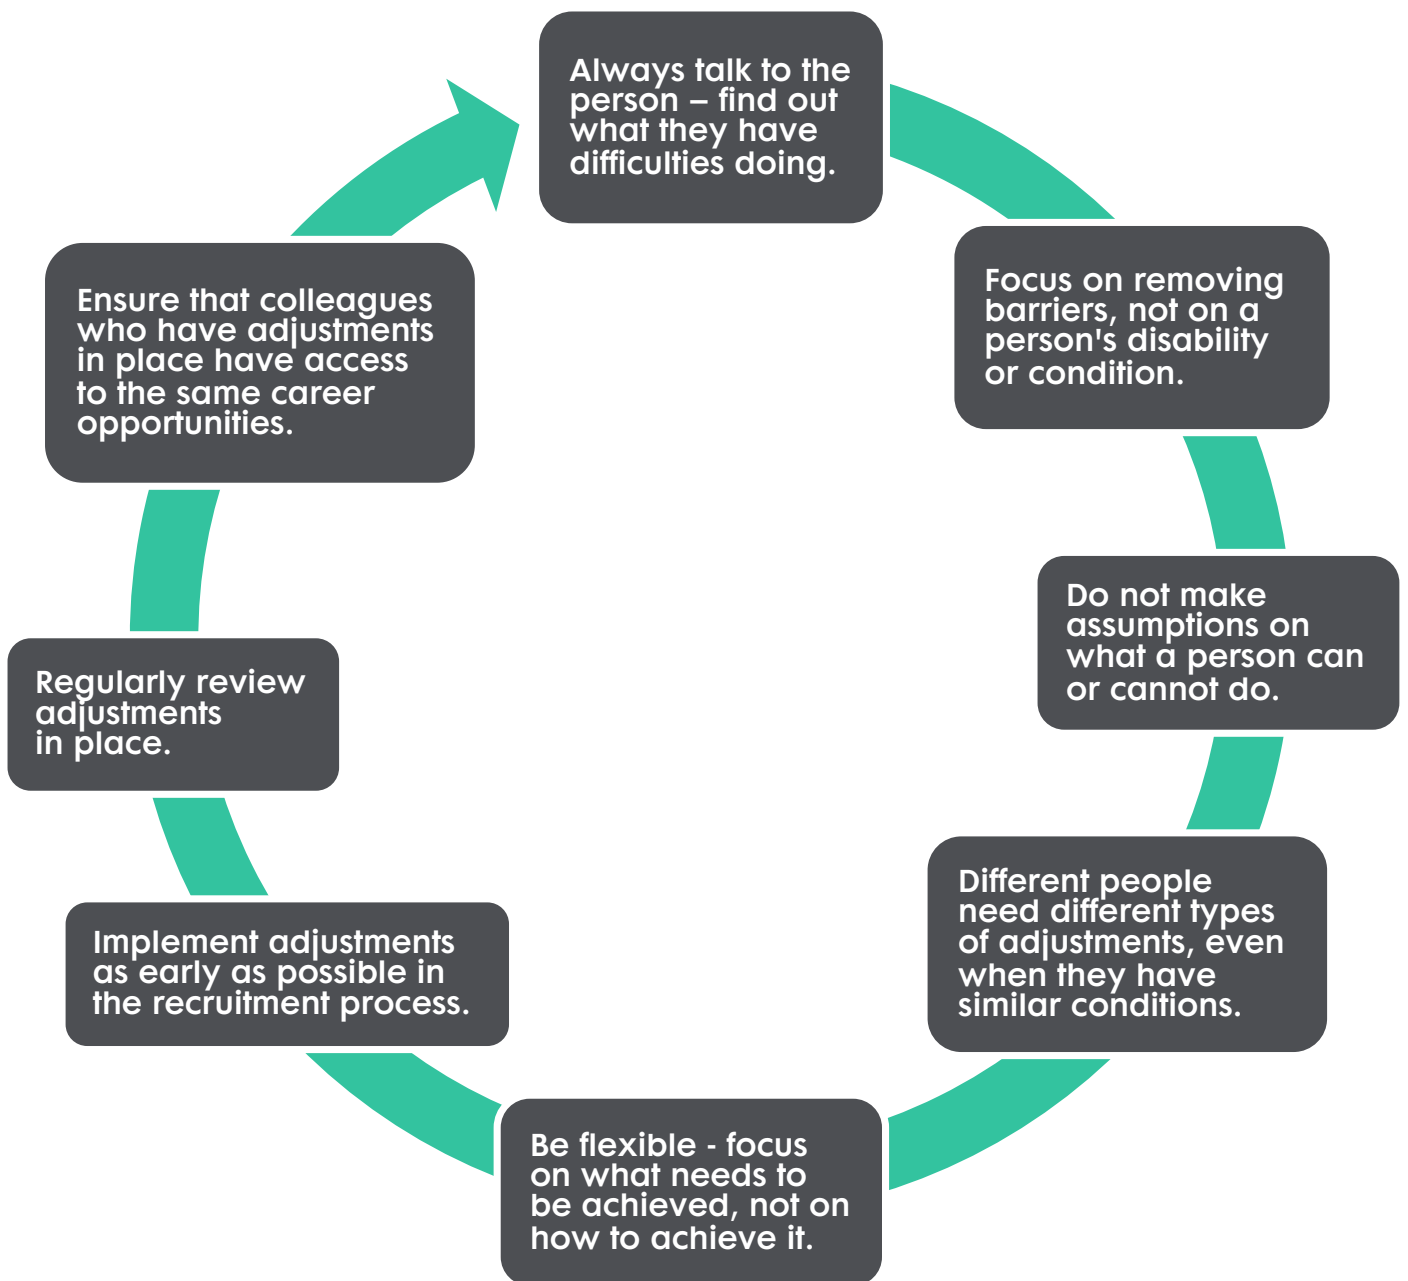 Always talk to the
person – find out
what they have
difficulties doing.
Focus on removing
barriers, not on a
person's disability
or condition.
Do not make
assumptions on
what a person can
or cannot do.
Different people
need different types
of adjustments, even
when they have
similar conditions.
Be flexible - focus
on what needs to
be achieved, not on
how to achieve it.
Implement adjustments
as early as possible in
the recruitment process.
Regularly review
adjustments
in place.
Ensure that colleagues
who have adjustments
in place have access
to the same career
opportunities.